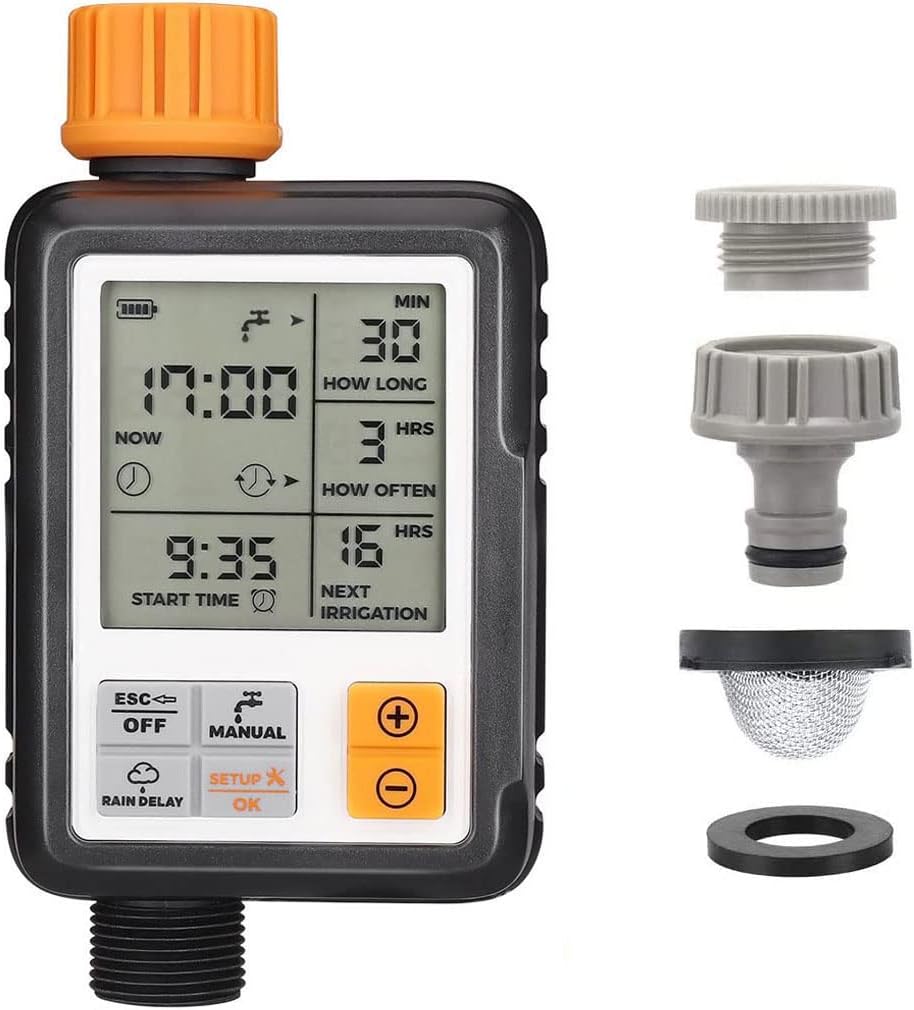 MIN
30
HOW LONG
17:00
NOW
3 HRS
HOW OFTEN
9:35
START TIME
16 HRS
NEXT
IRRIGATION
ESC
OFF
MANUAL
+
RAIN DELAY
SETUP
OK
-